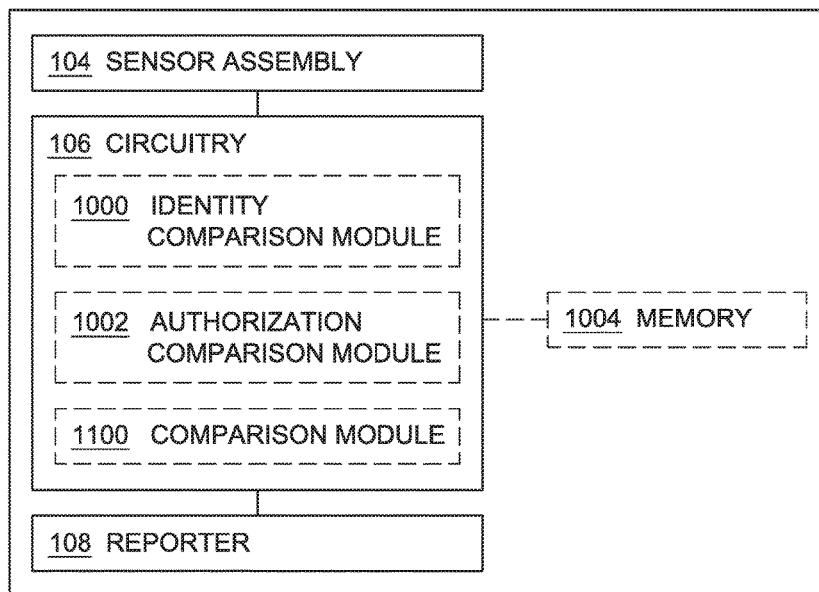 104 SENSOR ASSEMBLY
106 CIRCUITRY
1000 IDENTITY
COMPARISON MODULE
1002 AUTHORIZATION
COMPARISON MODULE
1004 MEMORY
1100 COMPARISON MODULE
108 REPORTER